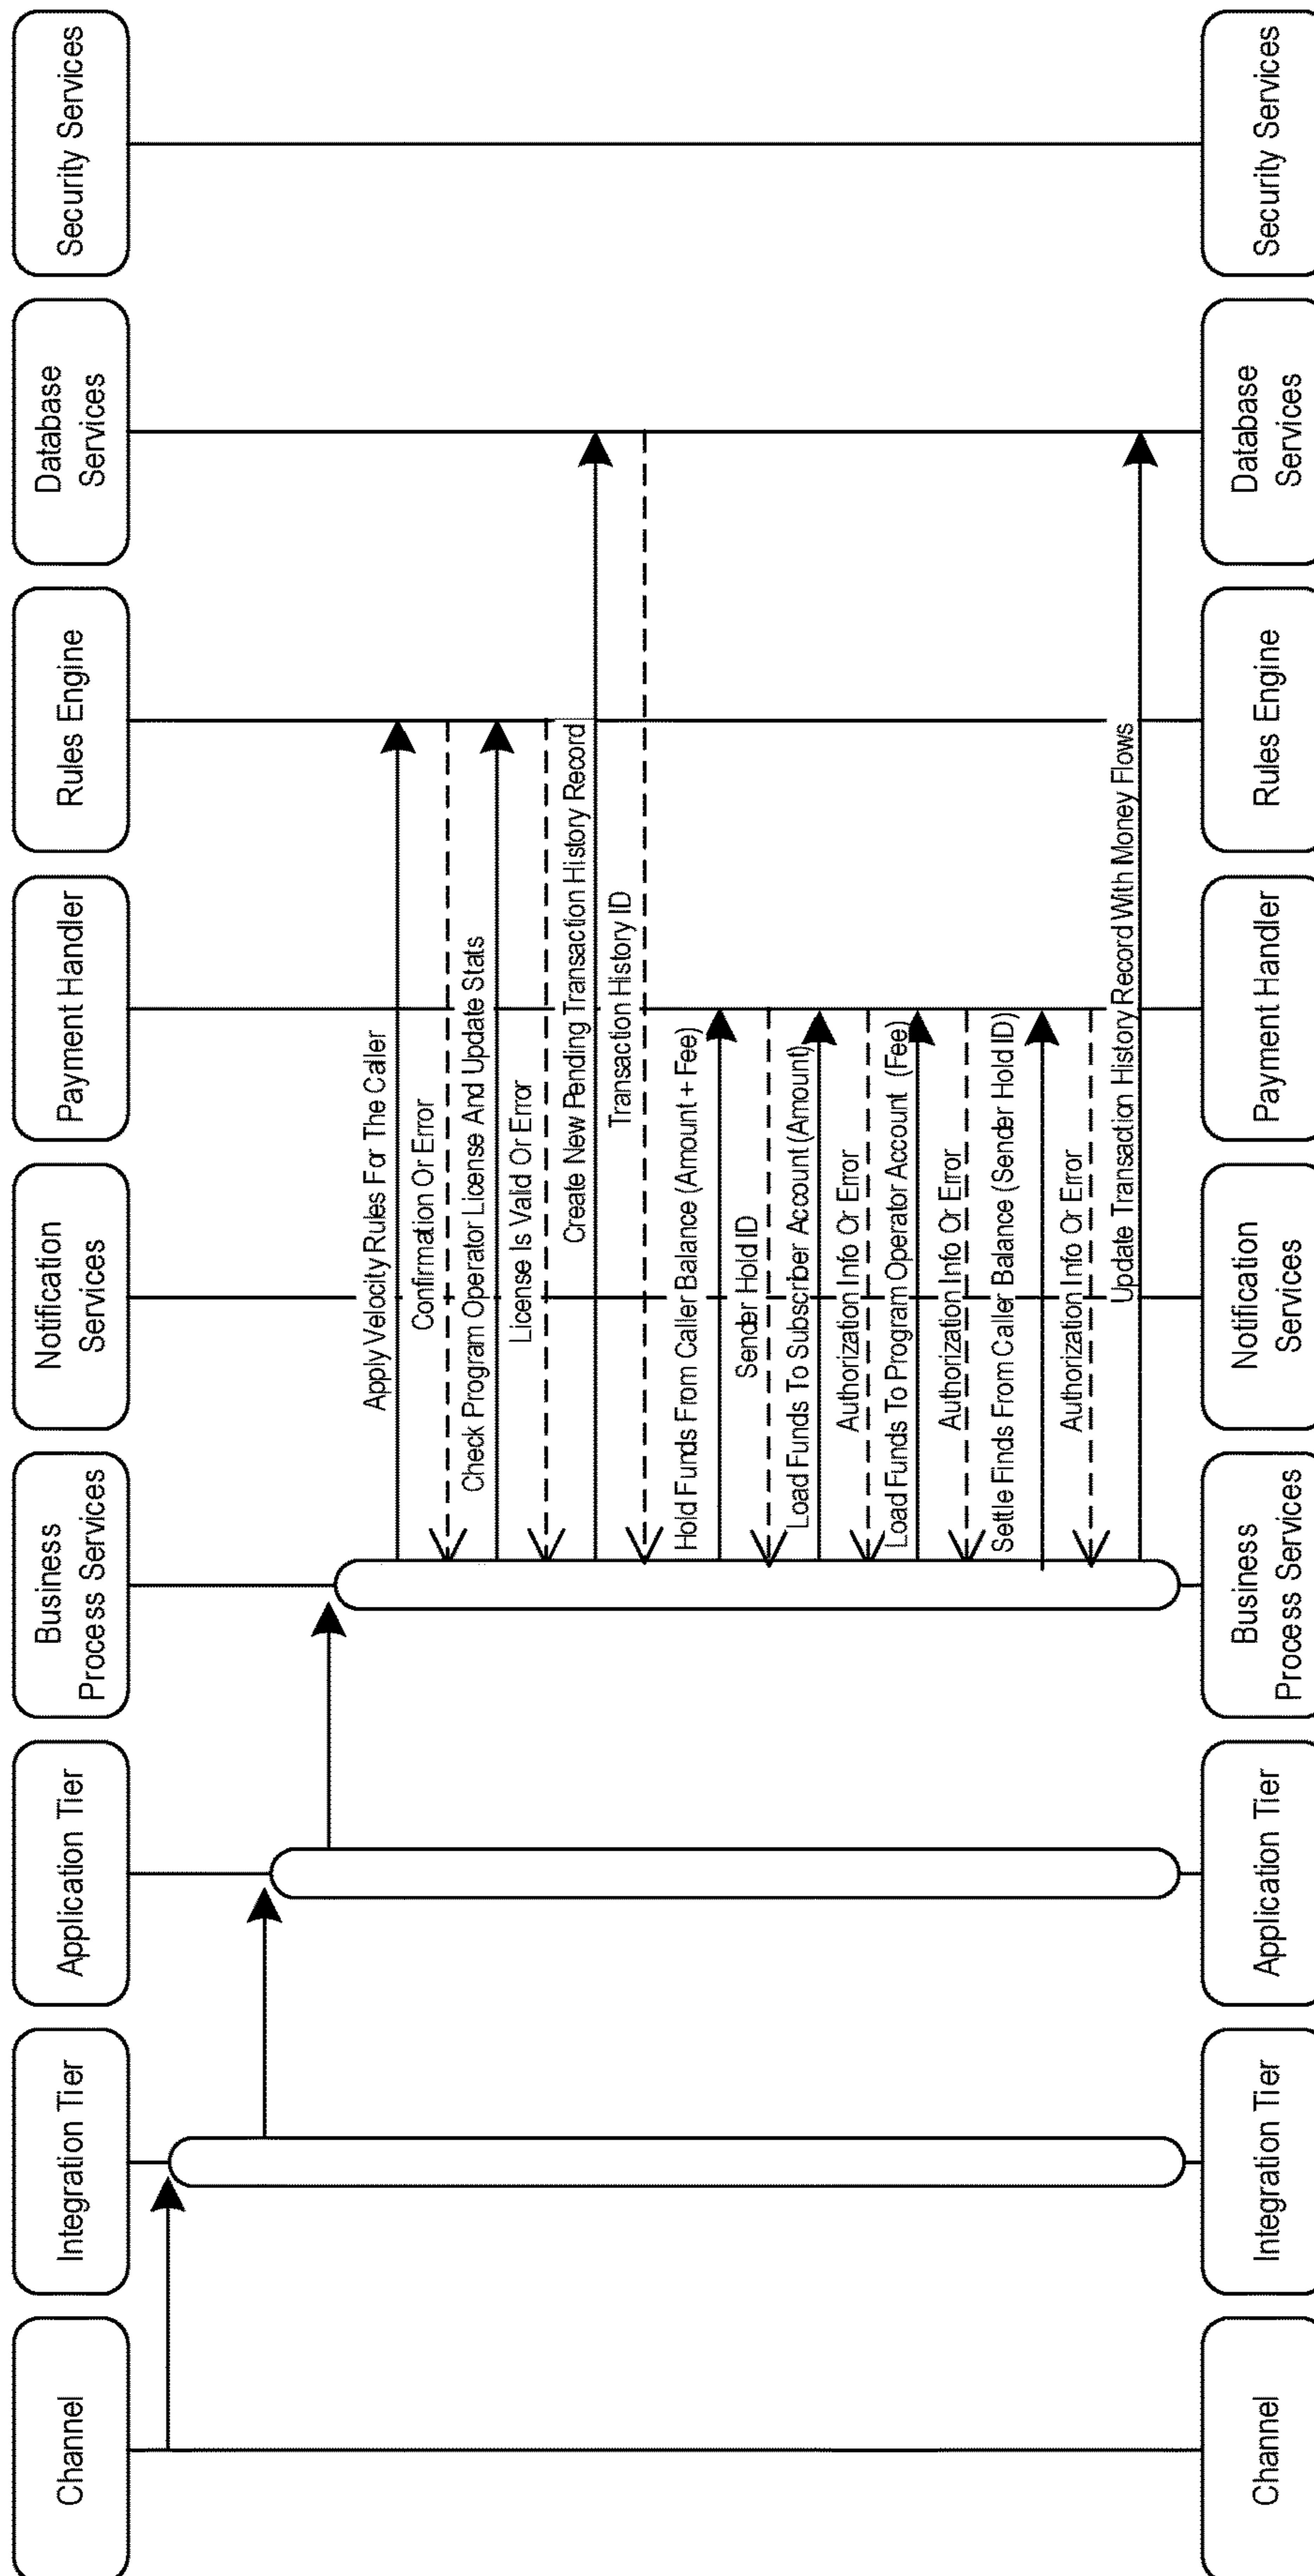 Channel
Integration Tier
Application Tier
Business
Process Services
Notification
Services
Payment Handler
Rules Engine
Database
Services
Security Services
Apply Velocity Rules For The Caller
Confirmation Or Error
Check Program Operator License And Update Stats
License Is Valid Or Error
Create New Pending Transaction History Record
Transaction History ID
Hold Funds From Caller Balance (Amount + Fee)
Sender Hold ID
Load Funds To Subscriber Account (Amount)
Authorization Info Or Error
Load Funds To Program Operator Account (Fee)
Authorization Info Or Error
Settle Finds From Caller Balance (Sender Hold ID)
Authorization Info Or Error
Update Transaction History Record With Money Flows
Channel
Integration Tier
Application Tier
Business
Process Services
Notification
Services
Payment Handler
Rules Engine
Database
Services
Security Services